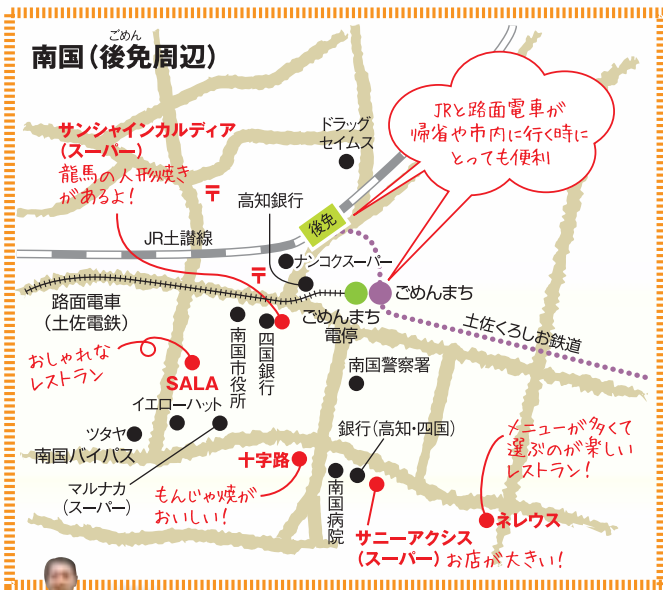 ごめん
南国（後免周辺）
サンシャインカルディア
（スーパー）
龍馬の人形焼き
があるよ！
〒
高知銀行
ドラッグ
セイムス
JRと路面電車が
帰省や市内に行く時に
とっても便利
後免
JR土讃線
ナンコクスーパー
〒
ごめんまち
路面電車
（土佐電鉄）
ごめんまち
電停
土佐くろしお鉄道
南国市役所
四国銀行
おしゃれな
レストラン
SALA
南国警察署
イエローハット
ツタヤ
南国バイパス
マルナカ
（スーパー）
十字路
もんじゃ焼が
おいしい！
銀行（高知・四国）
南国病院
メニューが多くて
選ぶのが楽しい
レストラン！
ネレウス
サニーアクシス
（スーパー）お店が大きい！